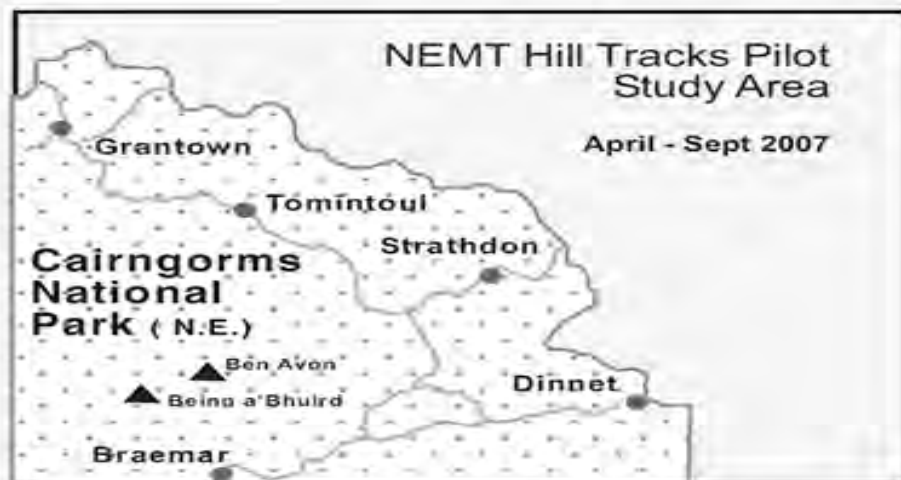 NEMT Hill Tracks Pilot
Study Area
April - Sept 2007
Grantown
Tomintoul
Strathdon
Cairngorms
National
Park ( N.E.)
Ben Avon
Beinn a'Bhuird
Dinnet
Braemar